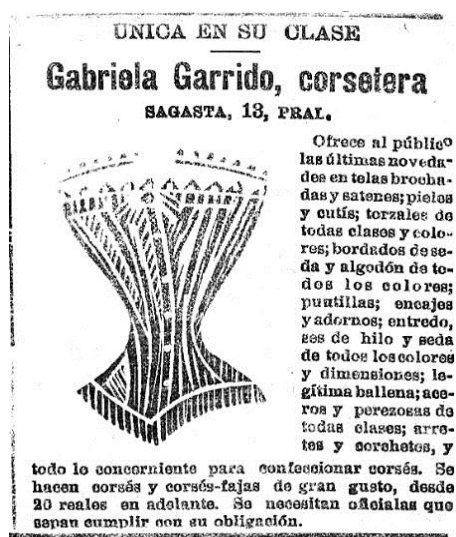 UNICA EN SU CLASE
Gabriela Garrido, corsetera
SAGASTA, 13, PRAL.
Ofrece al público
las últimas noveda-
des en telas brocha-
das y satenes; pieles
y cutís; torzales de
todas clases y colo-
res; bordados de se-
da y algodón de to-
dos los colores;
puntillas; encajes
y adornos; entredo,
ses de hilo y seda
de todos los colores
y dimensiones; le-
gítima ballena; ace-
ros y perezosas de
todas clases; arre-
tes y corchetes, y
todo lo concerniente para confeccionar corsés. Se
hacen corsés y corsés-fajas de gran gusto, desde
20 reales en adelante. Se necesitan oficialas que
sepan cumplir con su obligación.